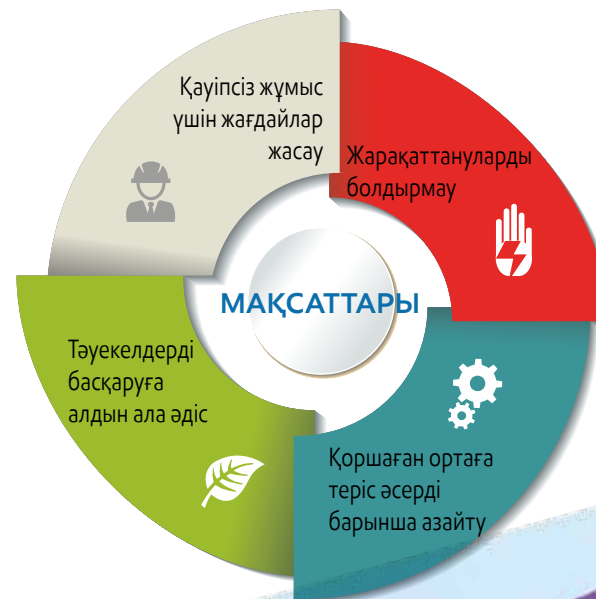 Қауіпсіз жұмыс
үшін жағдайлар
жасау
Жарақаттануларды
болдырмау
МАҚСАТТАРЫ
Тәуекелдерді
басқаруға
алдын ала әдіс
Қоршаған ортаға
теріс әсерді
барынша азайту